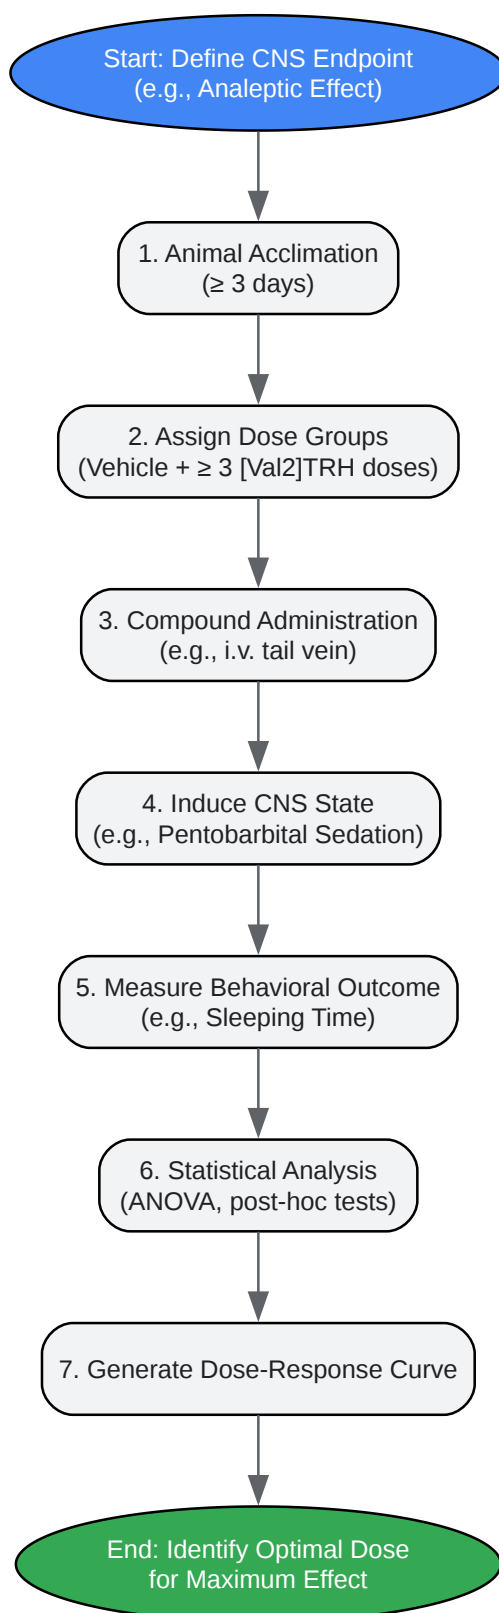 Start: Define CNS Endpoint
(e.g., Analeptic Effect)
1. Animal Acclimation
(≥ 3 days)
2. Assign Dose Groups
(Vehicle + ≥ 3 [Val2]TRH doses)
3. Compound Administration
(e.g., i.v. tail vein)
4. Induce CNS State
(e.g., Pentobarbital Sedation)
5. Measure Behavioral Outcome
(e.g., Sleeping Time)
6. Statistical Analysis
(ANOVA, post-hoc tests)
7. Generate Dose-Response Curve
End: Identify Optimal Dose
for Maximum Effect